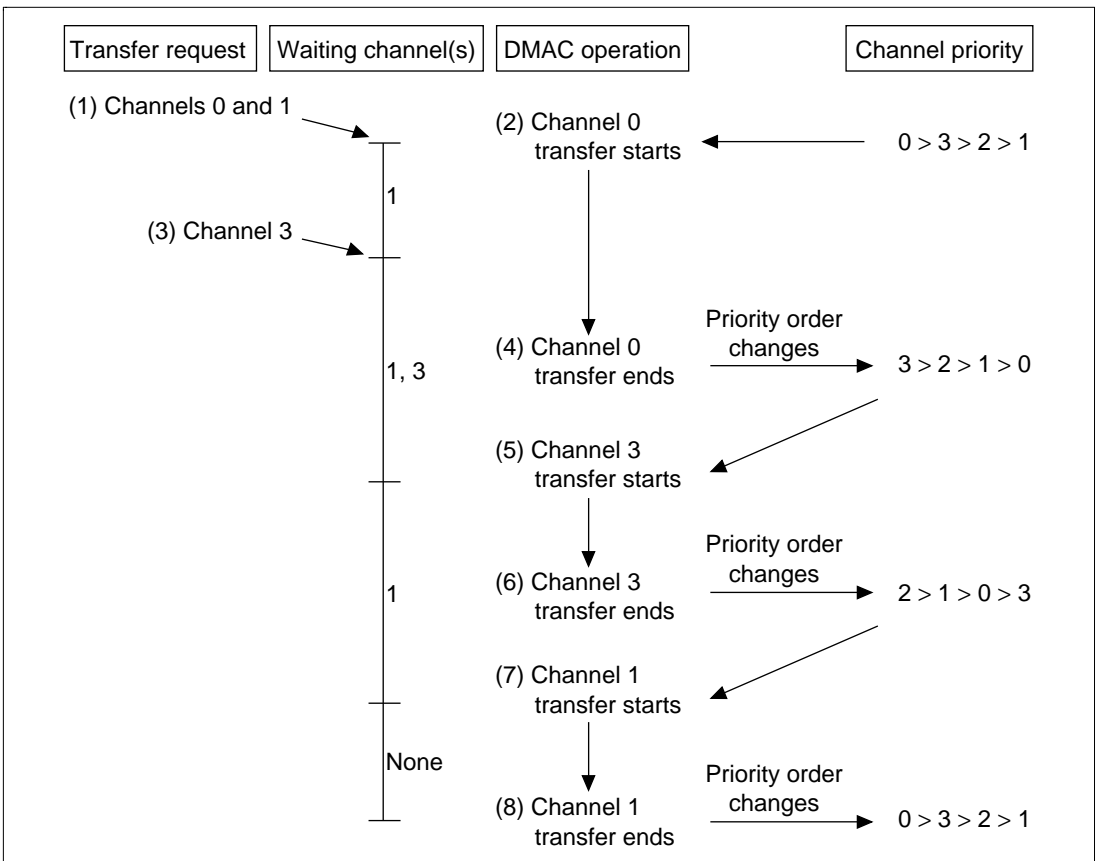 Transfer request
Waiting channel(s)
DMAC operation
Channel priority
(1) Channels 0 and 1
(2) Channel 0
transfer starts
0 > 3 > 2 > 1
1
(3) Channel 3
1, 3
(4) Channel 0
transfer ends
Priority order
changes
3 > 2 > 1 > 0
(5) Channel 3
transfer starts
1
(6) Channel 3
transfer ends
Priority order
changes
2 > 1 > 0 > 3
(7) Channel 1
transfer starts
None
(8) Channel 1
transfer ends
Priority order
changes
0 > 3 > 2 > 1